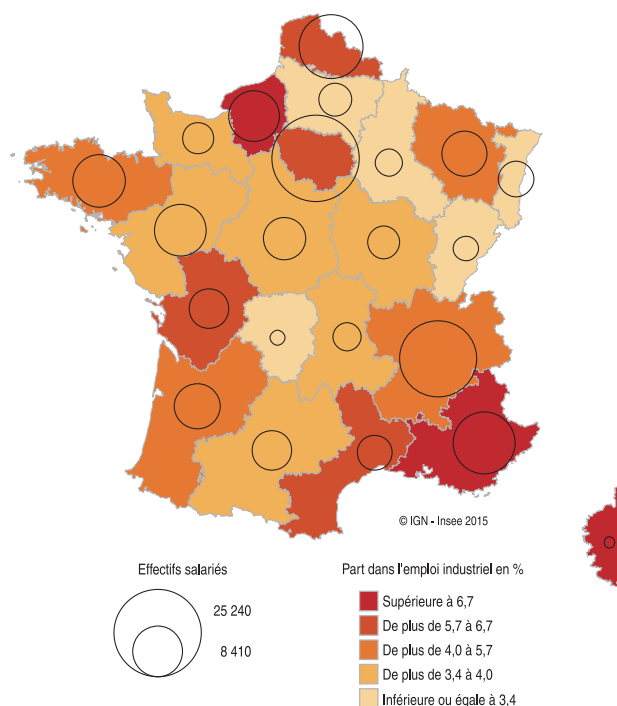 © IGN - Insee 2015
Effectifs salariés
25 240
8 410
Part dans l'emploi industriel en %
Supérieure à 6,7
De plus de 5,7 à 6,7
De plus de 4,0 à 5,7
De plus de 3,4 à 4,0
Inférieure ou égale à 3,4